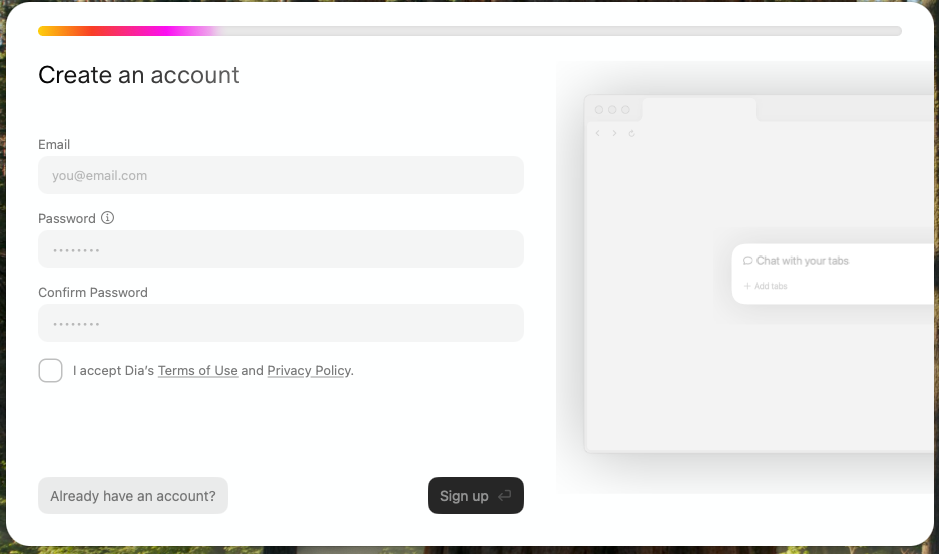 Create an account
Email
you@email.com
Password
Confirm Password
I accept Dia's Terms of Use and Privacy Policy.
Already have an account?
Sign up
Chat with your tabs
+ Add tabs